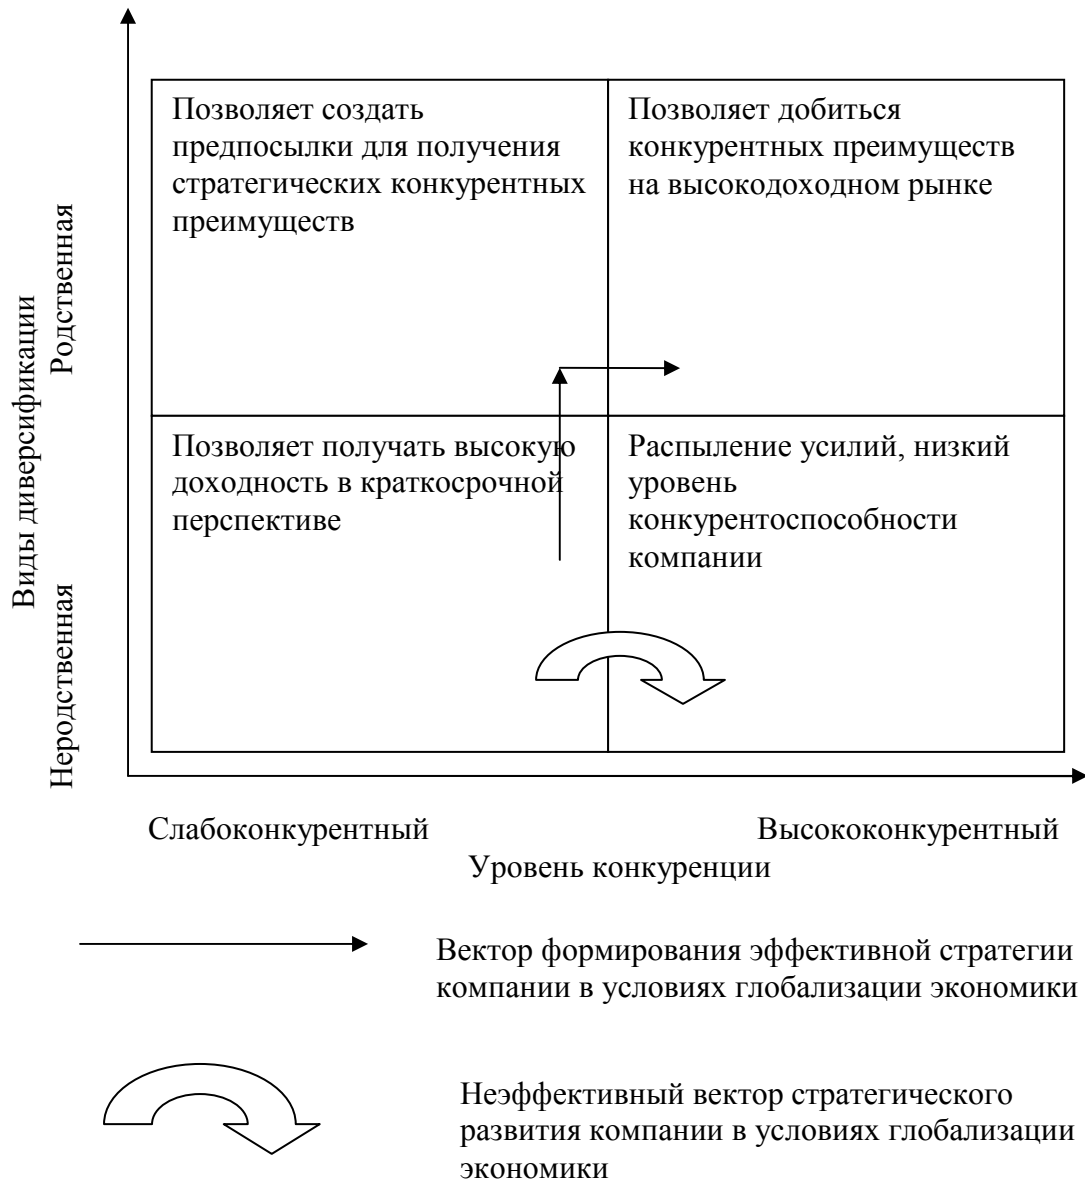 Позволяет создать
предпосылки для получения
стратегических конкурентных
преимуществ
Позволяет добиться
конкурентных преимуществ
на высокодоходном рынке
Виды диверсификации
Родственная
Неродственная
Позволяет получать высокую
доходность в краткосрочной
перспективе
Распыление усилий, низкий
уровень
конкурентоспособности
компании
Слабоконкурентный
Высококонкурентный
Уровень конкуренции
Вектор формирования эффективной стратегии
компании в условиях глобализации экономики
Неэффективный вектор стратегического
развития компании в условиях глобализации
экономики